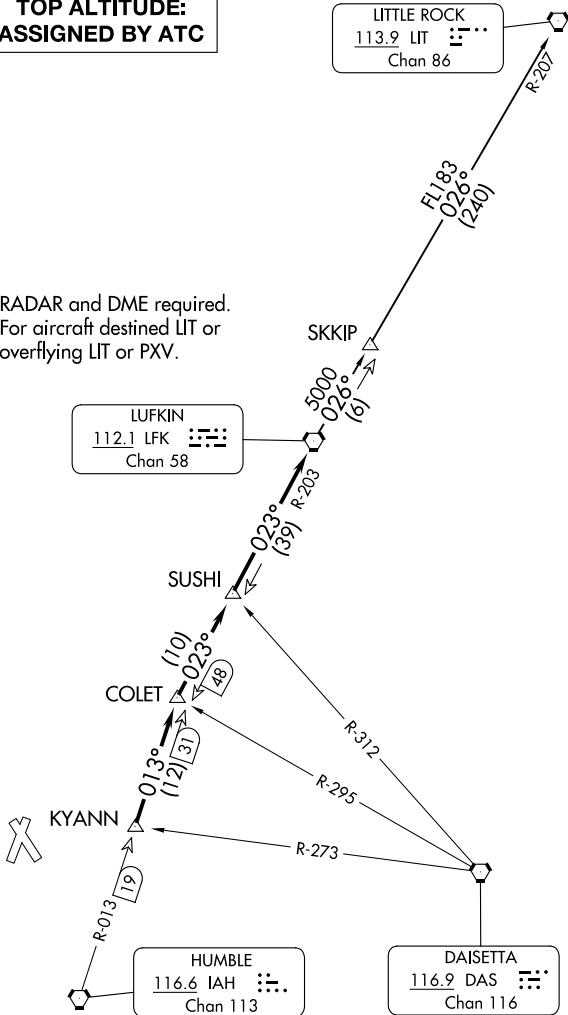 TOP ALTITUDE:
ASSIGNED BY ATC
LITTLE ROCK
113.9 LIT
Chan 86
R-207
FL183
026°
(240)
RADAR and DME required.
For aircraft destined LIT or
overflying LIT or PXV.
SKKIP
5000
026°
(6)
LUFKIN
112.1 LFK
Chan 58
R-203
023°
(39)
SUSHI
(10)
023°
48
COLET
R-312
013°
(12)
31
R-295
KYANN
R-273
R-013
19
HUMBLE
116.6 IAH
Chan 113
DAISETTA
116.9 DAS
Chan 116